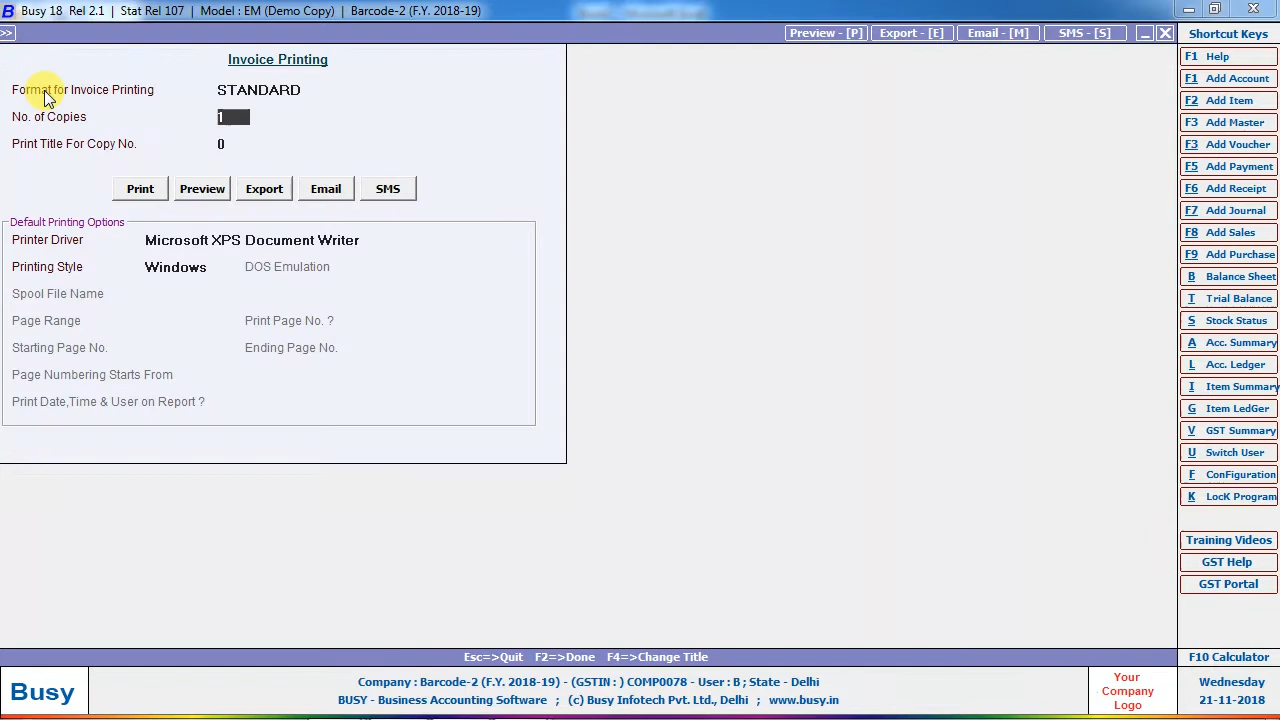 Busy 18 Rel 2.1 | Stat Rel 107 | Model : EM (Demo Copy) | Barcode-2 (F.Y. 2018-19)
>>
Preview - [P]
Export - [E]
Email - [M]
SMS - [S]
Invoice Printing
Format for Invoice Printing STANDARD
No. of Copies 1
Print Title For Copy No. 0
Print Preview Export Email SMS
Default Printing Options
Printer Driver Microsoft XPS Document Writer
Printing Style Windows DOS Emulation
Spool File Name
Page Range Print Page No. ?
Starting Page No. Ending Page No.
Page Numbering Starts From
Print Date,Time & User on Report ?
Shortcut Keys
F1 Help
F1 Add Account
F2 Add Item
F3 Add Master
F3 Add Voucher
F5 Add Payment
F6 Add Receipt
F7 Add Journal
F8 Add Sales
F9 Add Purchase
B Balance Sheet
T Trial Balance
S Stock Status
A Acc. Summary
L Acc. Ledger
I Item Summary
G Item LedGer
V GST Summary
U Switch User
F ConFiguration
K LocK Program
Training Videos
GST Help
GST Portal
Esc=>Quit F2=>Done F4=>Change Title
F10 Calculator
Busy
Company : Barcode-2 (F.Y. 2018-19) - (GSTIN : ) COMP0078 - User : B ; State - Delhi
BUSY - Business Accounting Software ; (c) Busy Infotech Pvt. Ltd., Delhi ; www.busy.in
Your
Company
Logo
Wednesday
21-11-2018